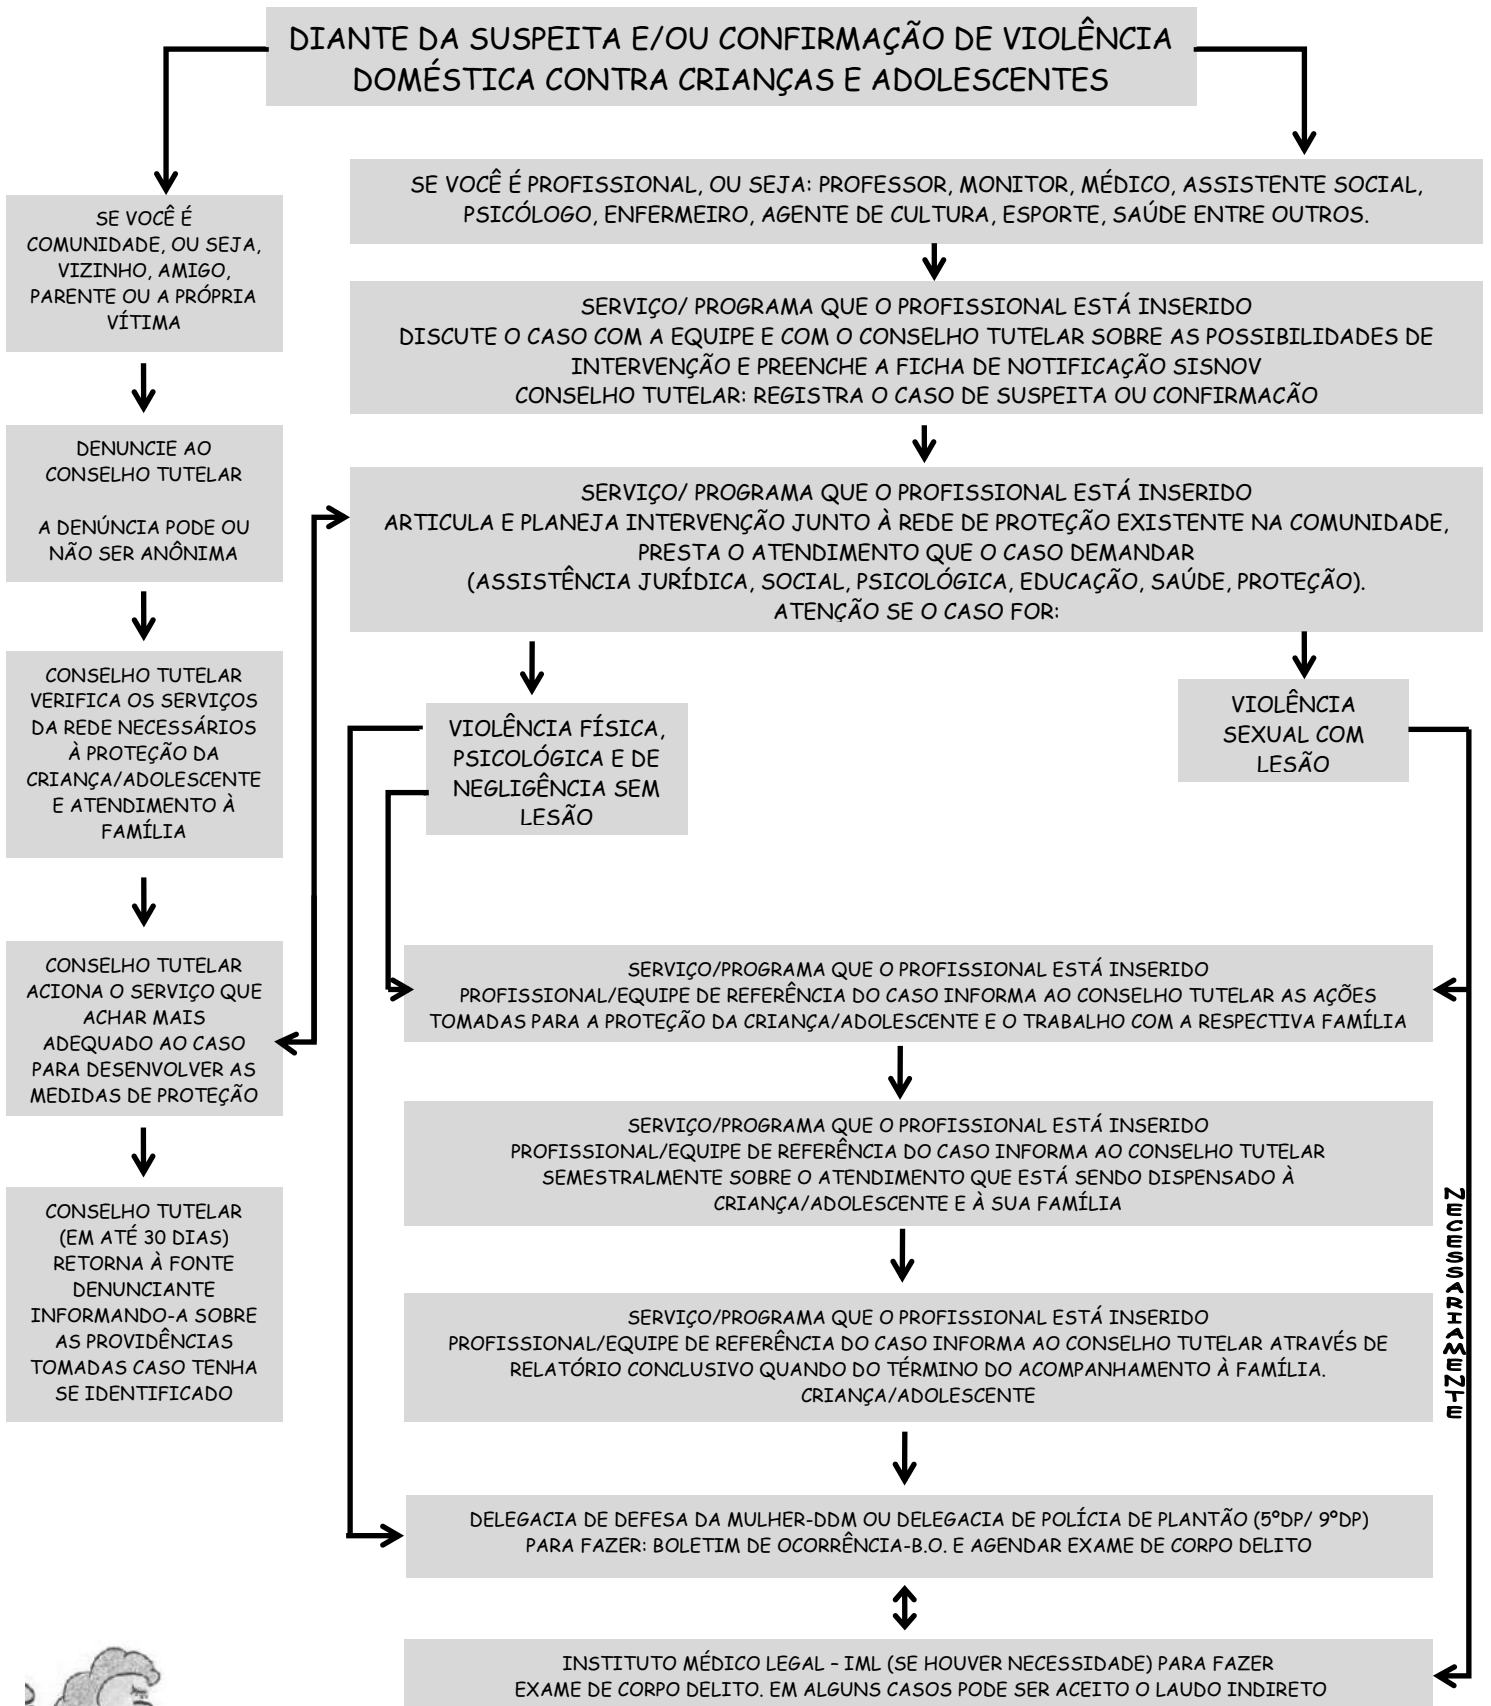 DIANTE DA SUSPEITA E/OU CONFIRMAÇÃO DE VIOLÊNCIA
DOMÉSTICA CONTRA CRIANÇAS E ADOLESCENTES
SE VOCÊ É
COMUNIDADE, OU SEJA,
VIZINHO, AMIGO,
PARENTE OU A PRÓPRIA
VÍTIMA
DENUNCIE AO
CONSELHO TUTELAR
A DENÚNCIA PODE OU
NÃO SER ANÔNIMA
CONSELHO TUTELAR
VERIFICA OS SERVIÇOS
DA REDE NECESSÁRIOS
À PROTEÇÃO DA
CRIANÇA/ADOLESCENTE
E ATENDIMENTO À
FAMÍLIA
CONSELHO TUTELAR
ACIONA O SERVIÇO QUE
ACHAR MAIS
ADEQUADO AO CASO
PARA DESENVOLVER AS
MEDIDAS DE PROTEÇÃO
CONSELHO TUTELAR
(EM ATÉ 30 DIAS)
RETORNA À FONTE
DENUNCIANTE
INFORMANDO-A SOBRE
AS PROVIDÊNCIAS
TOMADAS CASO TENHA
SE IDENTIFICADO
SE VOCÊ É PROFISSIONAL, OU SEJA: PROFESSOR, MONITOR, MÉDICO, ASSISTENTE SOCIAL,
PSICÓLOGO, ENFERMEIRO, AGENTE DE CULTURA, ESPORTE, SAÚDE ENTRE OUTROS.
SERVIÇO/ PROGRAMA QUE O PROFISSIONAL ESTÁ INSERIDO
DISCUTE O CASO COM A EQUIPE E COM O CONSELHO TUTELAR SOBRE AS POSSIBILIDADES DE
INTERVENÇÃO E PREENCHE A FICHA DE NOTIFICAÇÃO SISNOV
CONSELHO TUTELAR: REGISTRA O CASO DE SUSPEITA OU CONFIRMAÇÃO
SERVIÇO/ PROGRAMA QUE O PROFISSIONAL ESTÁ INSERIDO
ARTICULA E PLANEJA INTERVENÇÃO JUNTO À REDE DE PROTEÇÃO EXISTENTE NA COMUNIDADE,
PRESTA O ATENDIMENTO QUE O CASO DEMANDAR
(ASSISTÊNCIA JURÍDICA, SOCIAL, PSICOLÓGICA, EDUCAÇÃO, SAÚDE, PROTEÇÃO).
ATENÇÃO SE O CASO FOR:
VIOLÊNCIA FÍSICA,
PSICOLÓGICA E DE
NEGLIGÊNCIA SEM
LESÃO
VIOLÊNCIA
SEXUAL COM
LESÃO
SERVIÇO/PROGRAMA QUE O PROFISSIONAL ESTÁ INSERIDO
PROFISSIONAL/EQUIPE DE REFERÊNCIA DO CASO INFORMA AO CONSELHO TUTELAR AS AÇÕES
TOMADAS PARA A PROTEÇÃO DA CRIANÇA/ADOLESCENTE E O TRABALHO COM A RESPECTIVA FAMÍLIA
SERVIÇO/PROGRAMA QUE O PROFISSIONAL ESTÁ INSERIDO
PROFISSIONAL/EQUIPE DE REFERÊNCIA DO CASO INFORMA AO CONSELHO TUTELAR
SEMESTRALMENTE SOBRE O ATENDIMENTO QUE ESTÁ SENDO DISPENSADO À
CRIANÇA/ADOLESCENTE E À SUA FAMÍLIA
SERVIÇO/PROGRAMA QUE O PROFISSIONAL ESTÁ INSERIDO
PROFISSIONAL/EQUIPE DE REFERÊNCIA DO CASO INFORMA AO CONSELHO TUTELAR ATRAVÉS DE
RELATÓRIO CONCLUSIVO QUANDO DO TÉRMINO DO ACOMPANHAMENTO À FAMÍLIA.
CRIANÇA/ADOLESCENTE
DELEGACIA DE DEFESA DA MULHER-DDM OU DELEGACIA DE POLÍCIA DE PLANTÃO (5ºDP/ 9ºDP)
PARA FAZER: BOLETIM DE OCORRÊNCIA-B.O. E AGENDAR EXAME DE CORPO DELITO
INSTITUTO MÉDICO LEGAL – IML (SE HOUVER NECESSIDADE) PARA FAZER
EXAME DE CORPO DELITO. EM ALGUNS CASOS PODE SER ACEITO O LAUDO INDIRETO
NECESSARIAMENTE